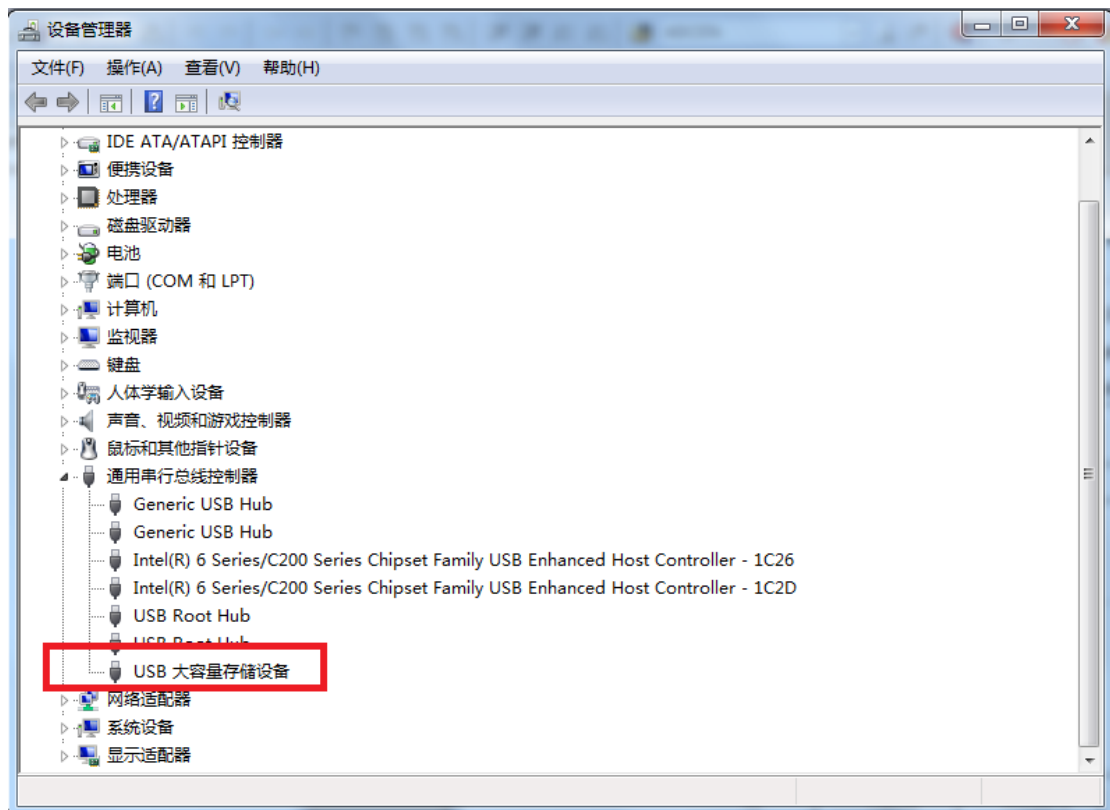 设备管理器
文件(F) 操作(A) 查看(V) 帮助(H)
IDE ATA/ATAPI 控制器
便携设备
处理器
磁盘驱动器
电池
端口 (COM 和 LPT)
计算机
监视器
键盘
人体学输入设备
声音、视频和游戏控制器
鼠标和其他指针设备
通用串行总线控制器
Generic USB Hub
Generic USB Hub
Intel(R) 6 Series/C200 Series Chipset Family USB Enhanced Host Controller - 1C26
Intel(R) 6 Series/C200 Series Chipset Family USB Enhanced Host Controller - 1C2D
USB Root Hub
USB Root Hub
USB 大容量存储设备
网络适配器
系统设备
显示适配器